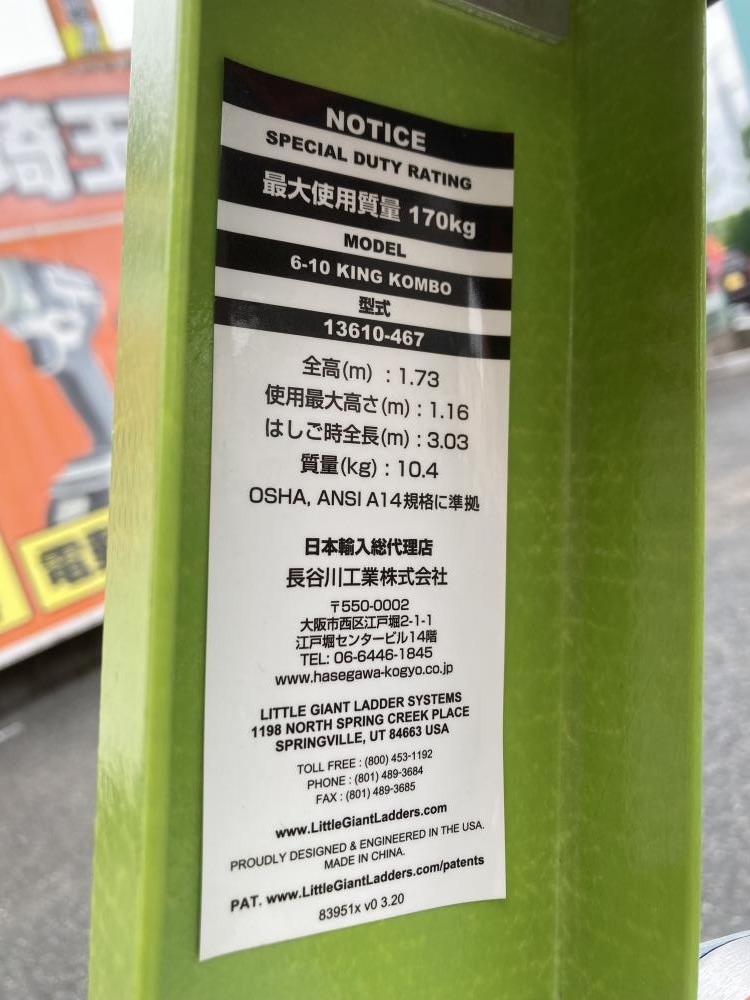 埼玉
電動
NOTICE
SPECIAL DUTY RATING
最大使用質量 170kg
MODEL
6-10 KING KOMBO
型式
13610-467
全高(m) : 1.73
使用最大高さ(m) : 1.16
はしご時全長(m) : 3.03
質量(kg) : 10.4
OSHA, ANSI A14規格に準拠
日本輸入総代理店
長谷川工業株式会社
〒550-0002
大阪市西区江戸堀2-1-1
江戸堀センタービル14階
TEL: 06-6446-1845
www.hasegawa-kogyo.co.jp
LITTLE GIANT LADDER SYSTEMS
1198 NORTH SPRING CREEK PLACE
SPRINGVILLE, UT 84663 USA
TOLL FREE : (800) 453-1192
PHONE : (801) 489-3684
FAX : (801) 489-3685
www.LittleGiantLadders.com
PROUDLY DESIGNED & ENGINEERED IN THE USA.
MADE IN CHINA.
PAT. www.LittleGiantLadders.com/patents
83951x v0 3.20